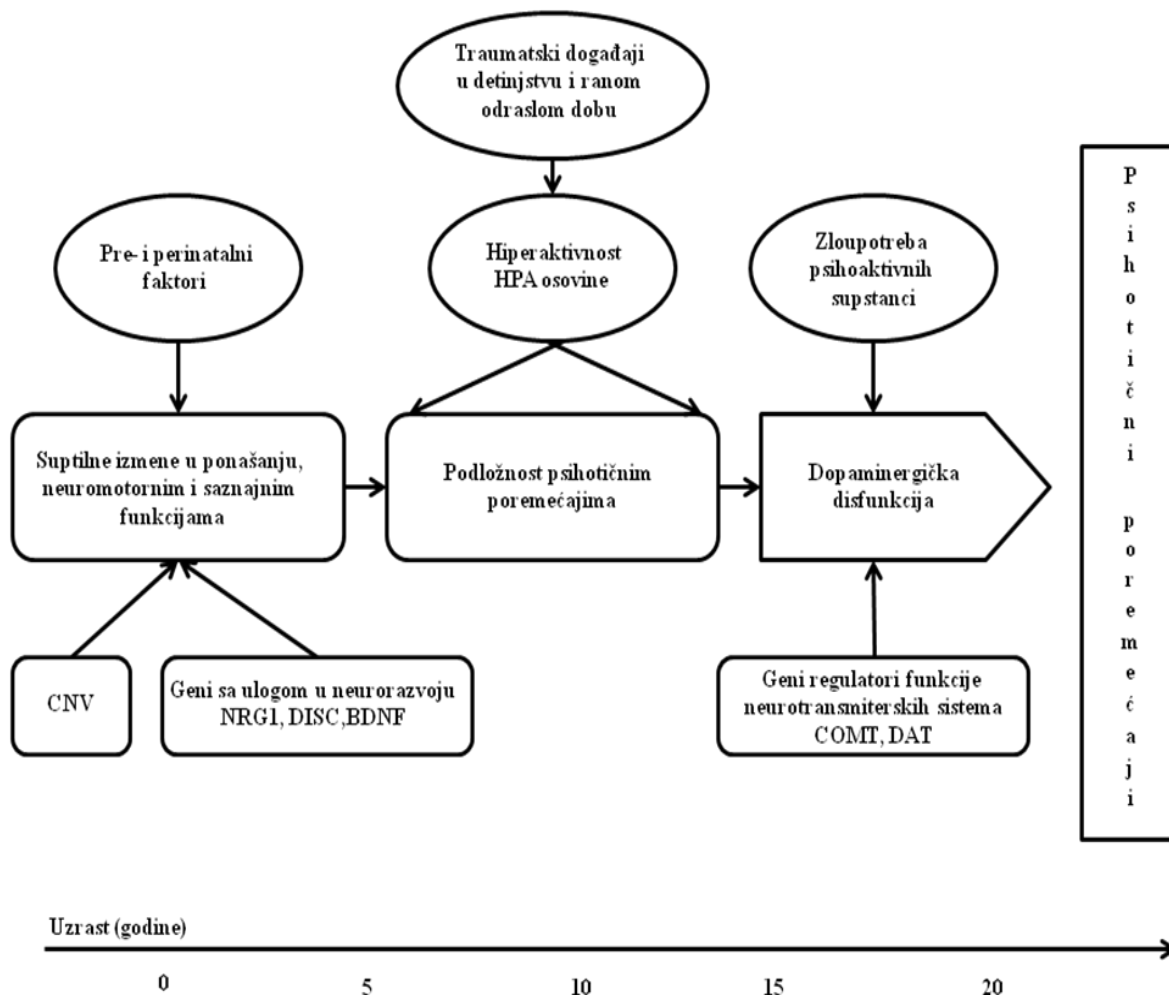 Traumatski događaji
u detinjstvu i ranom
odraslom dobu
Pre- i perinatalni
faktori
Hiperaktivnost
HPA osovine
Zloupotreba
psihoaktivnih
supstanci
Suptilne izmene u ponašanju,
neuromotornim i saznajnim
funkcijama
Podložnost psihotičnim
poremećajima
Dopaminergička
disfunkcija
Psihotični poremećaji
CNV
Geni sa ulogom u neurorazvoju
NRG1, DISC,BDNF
Geni regulatori funkcije
neurotransmiterskih sistema
COMT, DAT
Uzrast (godine)
0 5 10 15 20